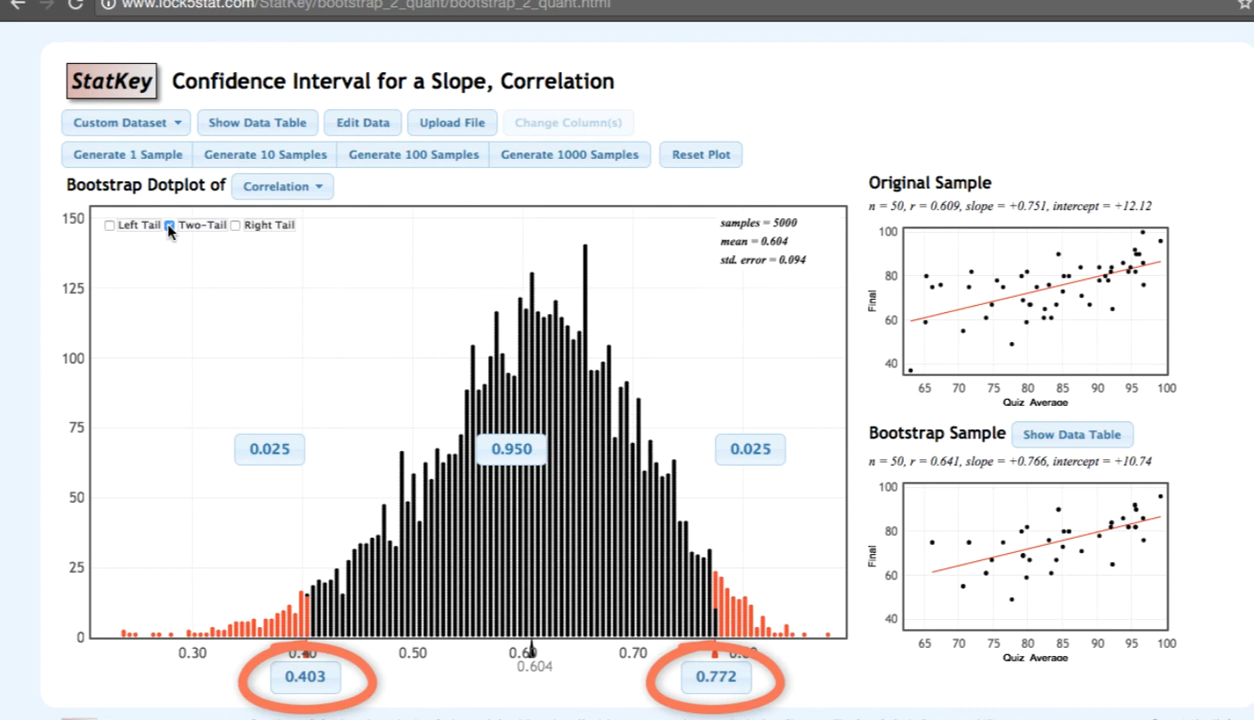 www.lock5stat.com/StatKey/bootstrap_2_quant/bootstrap_2_quant.html
StatKey Confidence Interval for a Slope, Correlation
Custom Dataset Show Data Table Edit Data Upload File Change Column(s)
Generate 1 Sample Generate 10 Samples Generate 100 Samples Generate 1000 Samples Reset Plot
Bootstrap Dotplot of Correlation
Left Tail Two-Tail Right Tail
samples = 5000
mean = 0.604
std. error = 0.094
150
125
100
75
50
25
0
0.025 0.950 0.025
0.30 0.50 0.70
0.604
0.403 0.772
Original Sample
n = 50, r = 0.609, slope = +0.751, intercept = +12.12
100
80
60
40
Final
65 70 75 80 85 90 95 100
Quiz Average
Bootstrap Sample Show Data Table
n = 50, r = 0.641, slope = +0.766, intercept = +10.74
100
80
60
40
Final
65 70 75 80 85 90 95 100
Quiz Average